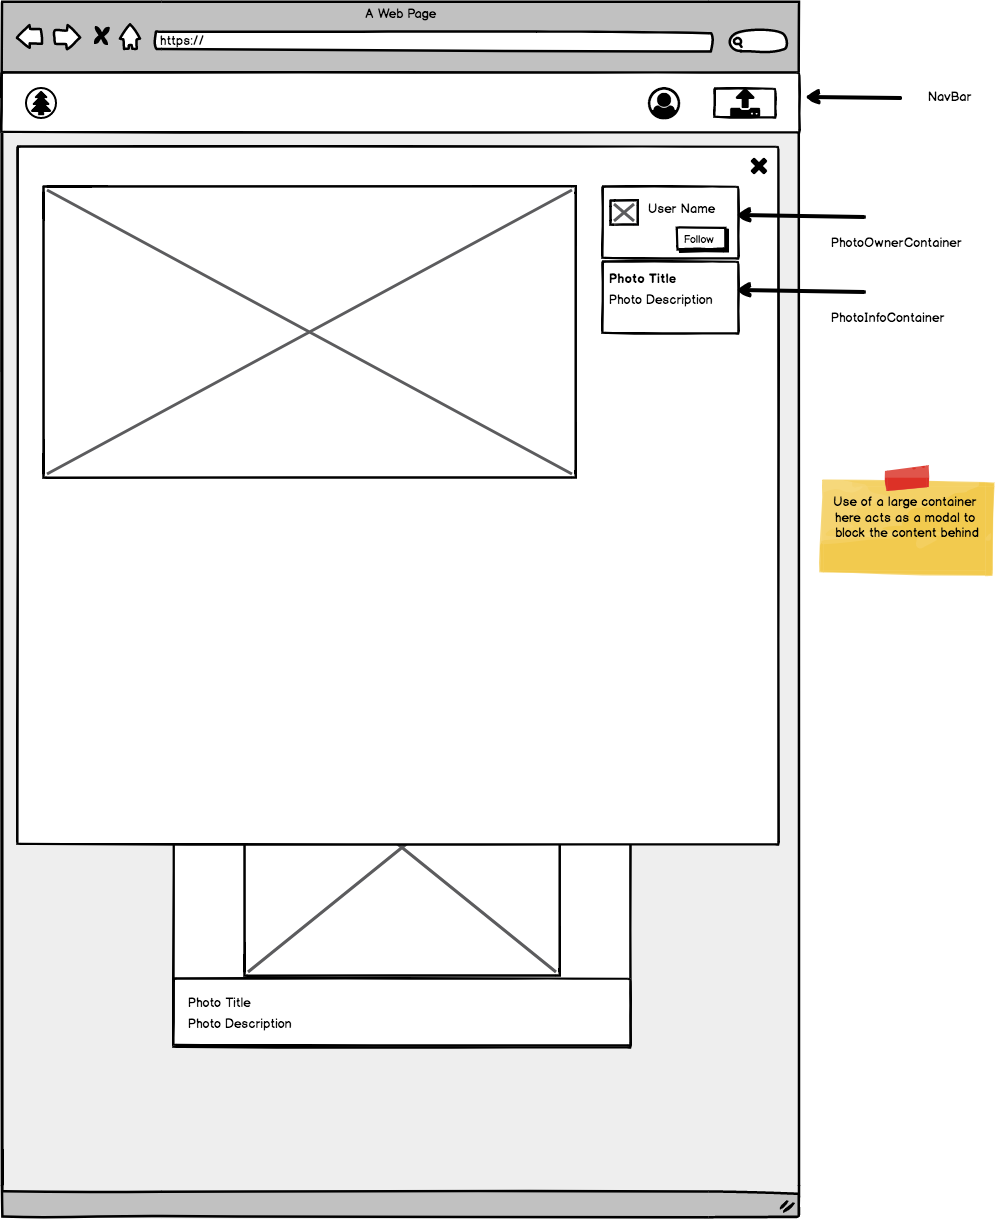 A Web Page
https://
NavBar
User Name
Follow
PhotoOwnerContainer
Photo Title
Photo Description
PhotoInfoContainer
Use of a large container
here acts as a modal to
block the content behind
Photo Title
Photo Description